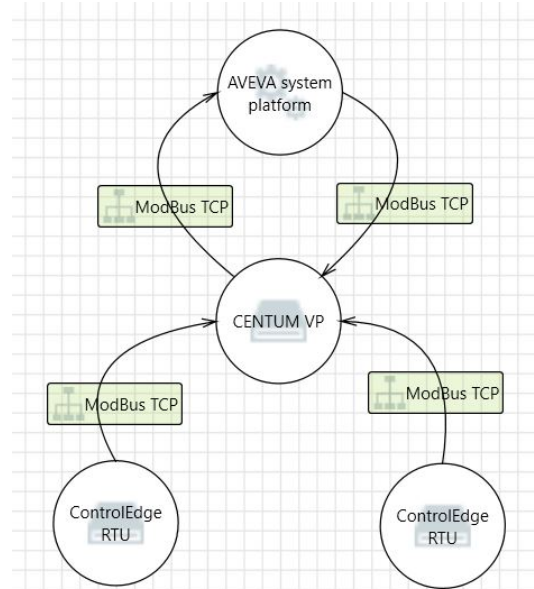 AVEVA system
platform
ModBus TCP
ModBus TCP
CENTUM VP
ModBus TCP
ModBus TCP
ControlEdge
RTU
ControlEdge
RTU